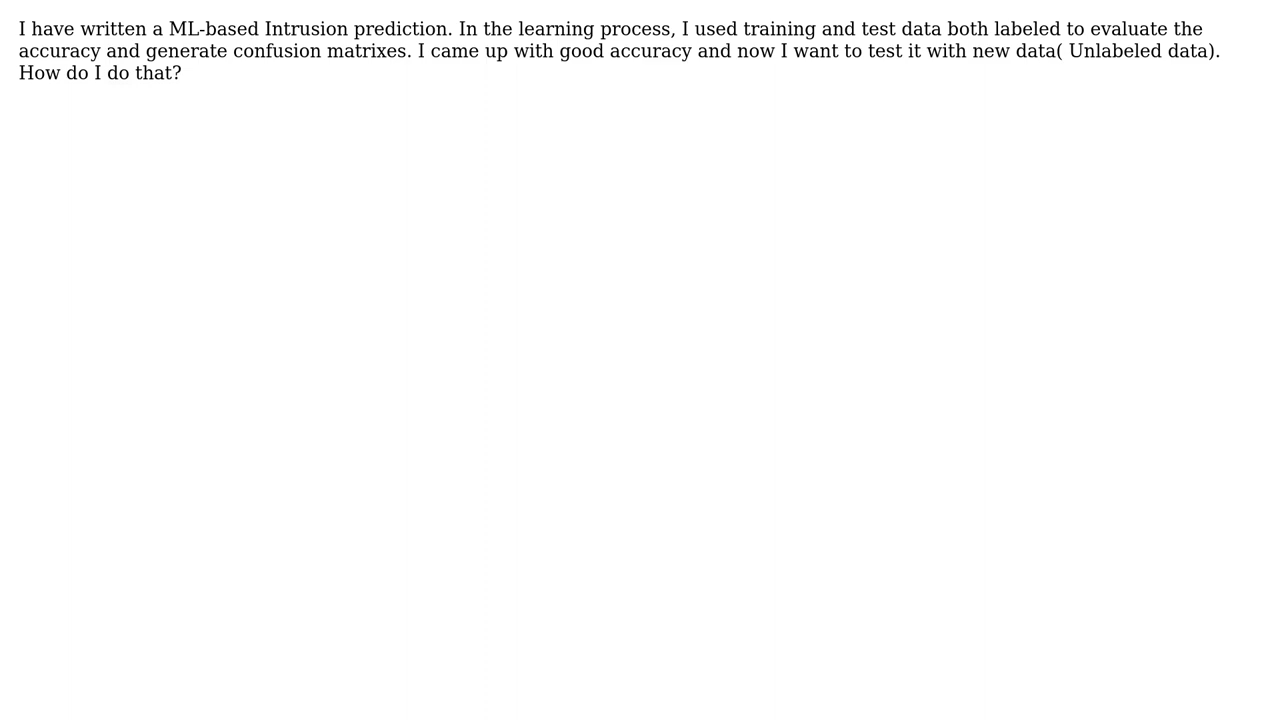 I have written a ML-based Intrusion prediction. In the learning process, I used training and test data both labeled to evaluate the
accuracy and generate confusion matrixes. I came up with good accuracy and now I want to test it with new data( Unlabeled data).
How do I do that?